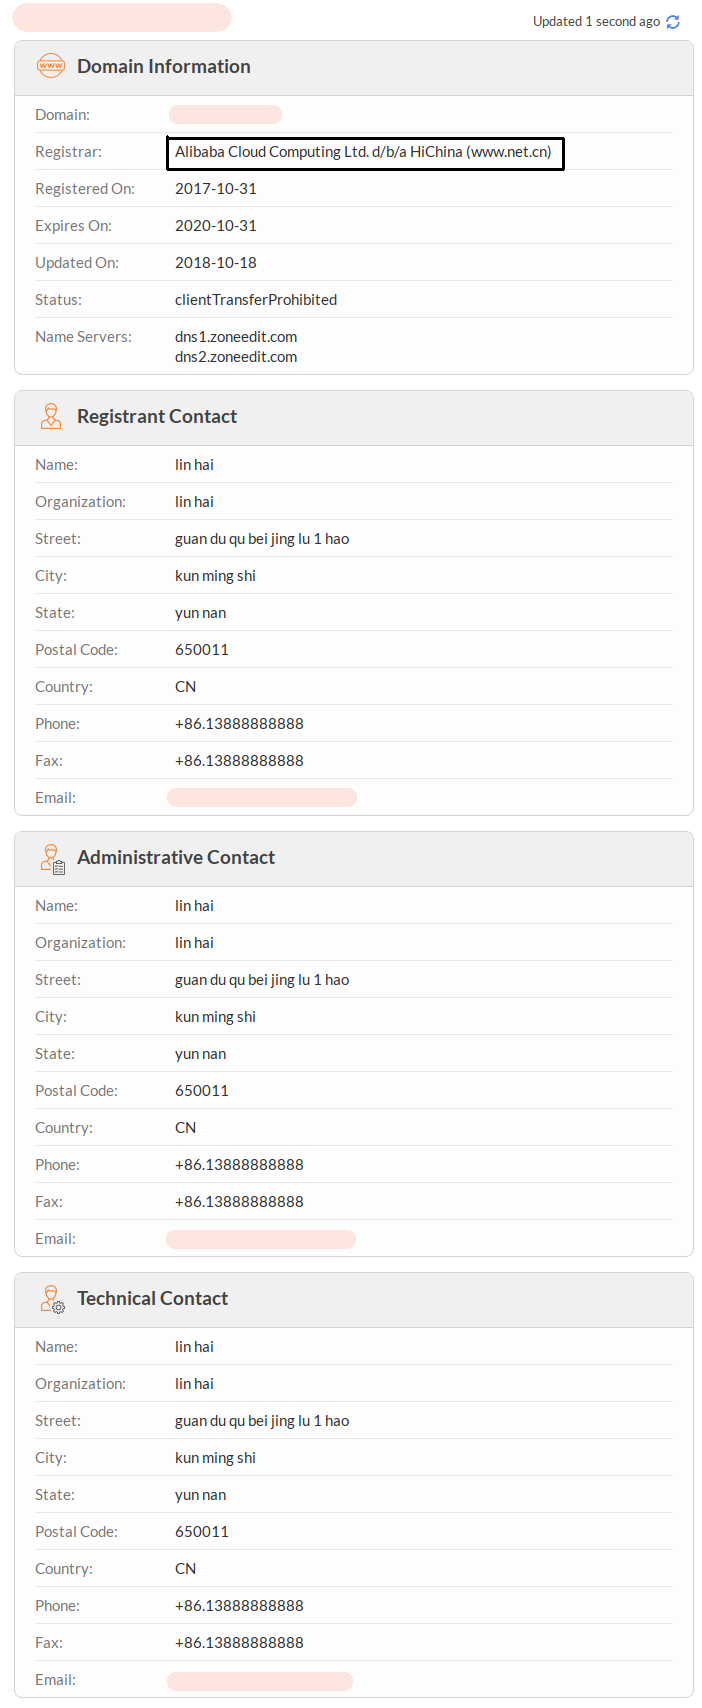 Updated 1 second ago
www
Domain Information
Domain:
Registrar: Alibaba Cloud Computing Ltd. d/b/a HiChina (www.net.cn)
Registered On: 2017-10-31
Expires On: 2020-10-31
Updated On: 2018-10-18
Status: clientTransferProhibited
Name Servers: dns1.zoneedit.com
dns2.zoneedit.com
Registrant Contact
Name: lin hai
Organization: lin hai
Street: guan du qu bei jing lu 1 hao
City: kun ming shi
State: yun nan
Postal Code: 650011
Country: CN
Phone: +86.13888888888
Fax: +86.13888888888
Email:
Administrative Contact
Name: lin hai
Organization: lin hai
Street: guan du qu bei jing lu 1 hao
City: kun ming shi
State: yun nan
Postal Code: 650011
Country: CN
Phone: +86.13888888888
Fax: +86.13888888888
Email:
Technical Contact
Name: lin hai
Organization: lin hai
Street: guan du qu bei jing lu 1 hao
City: kun ming shi
State: yun nan
Postal Code: 650011
Country: CN
Phone: +86.13888888888
Fax: +86.13888888888
Email: